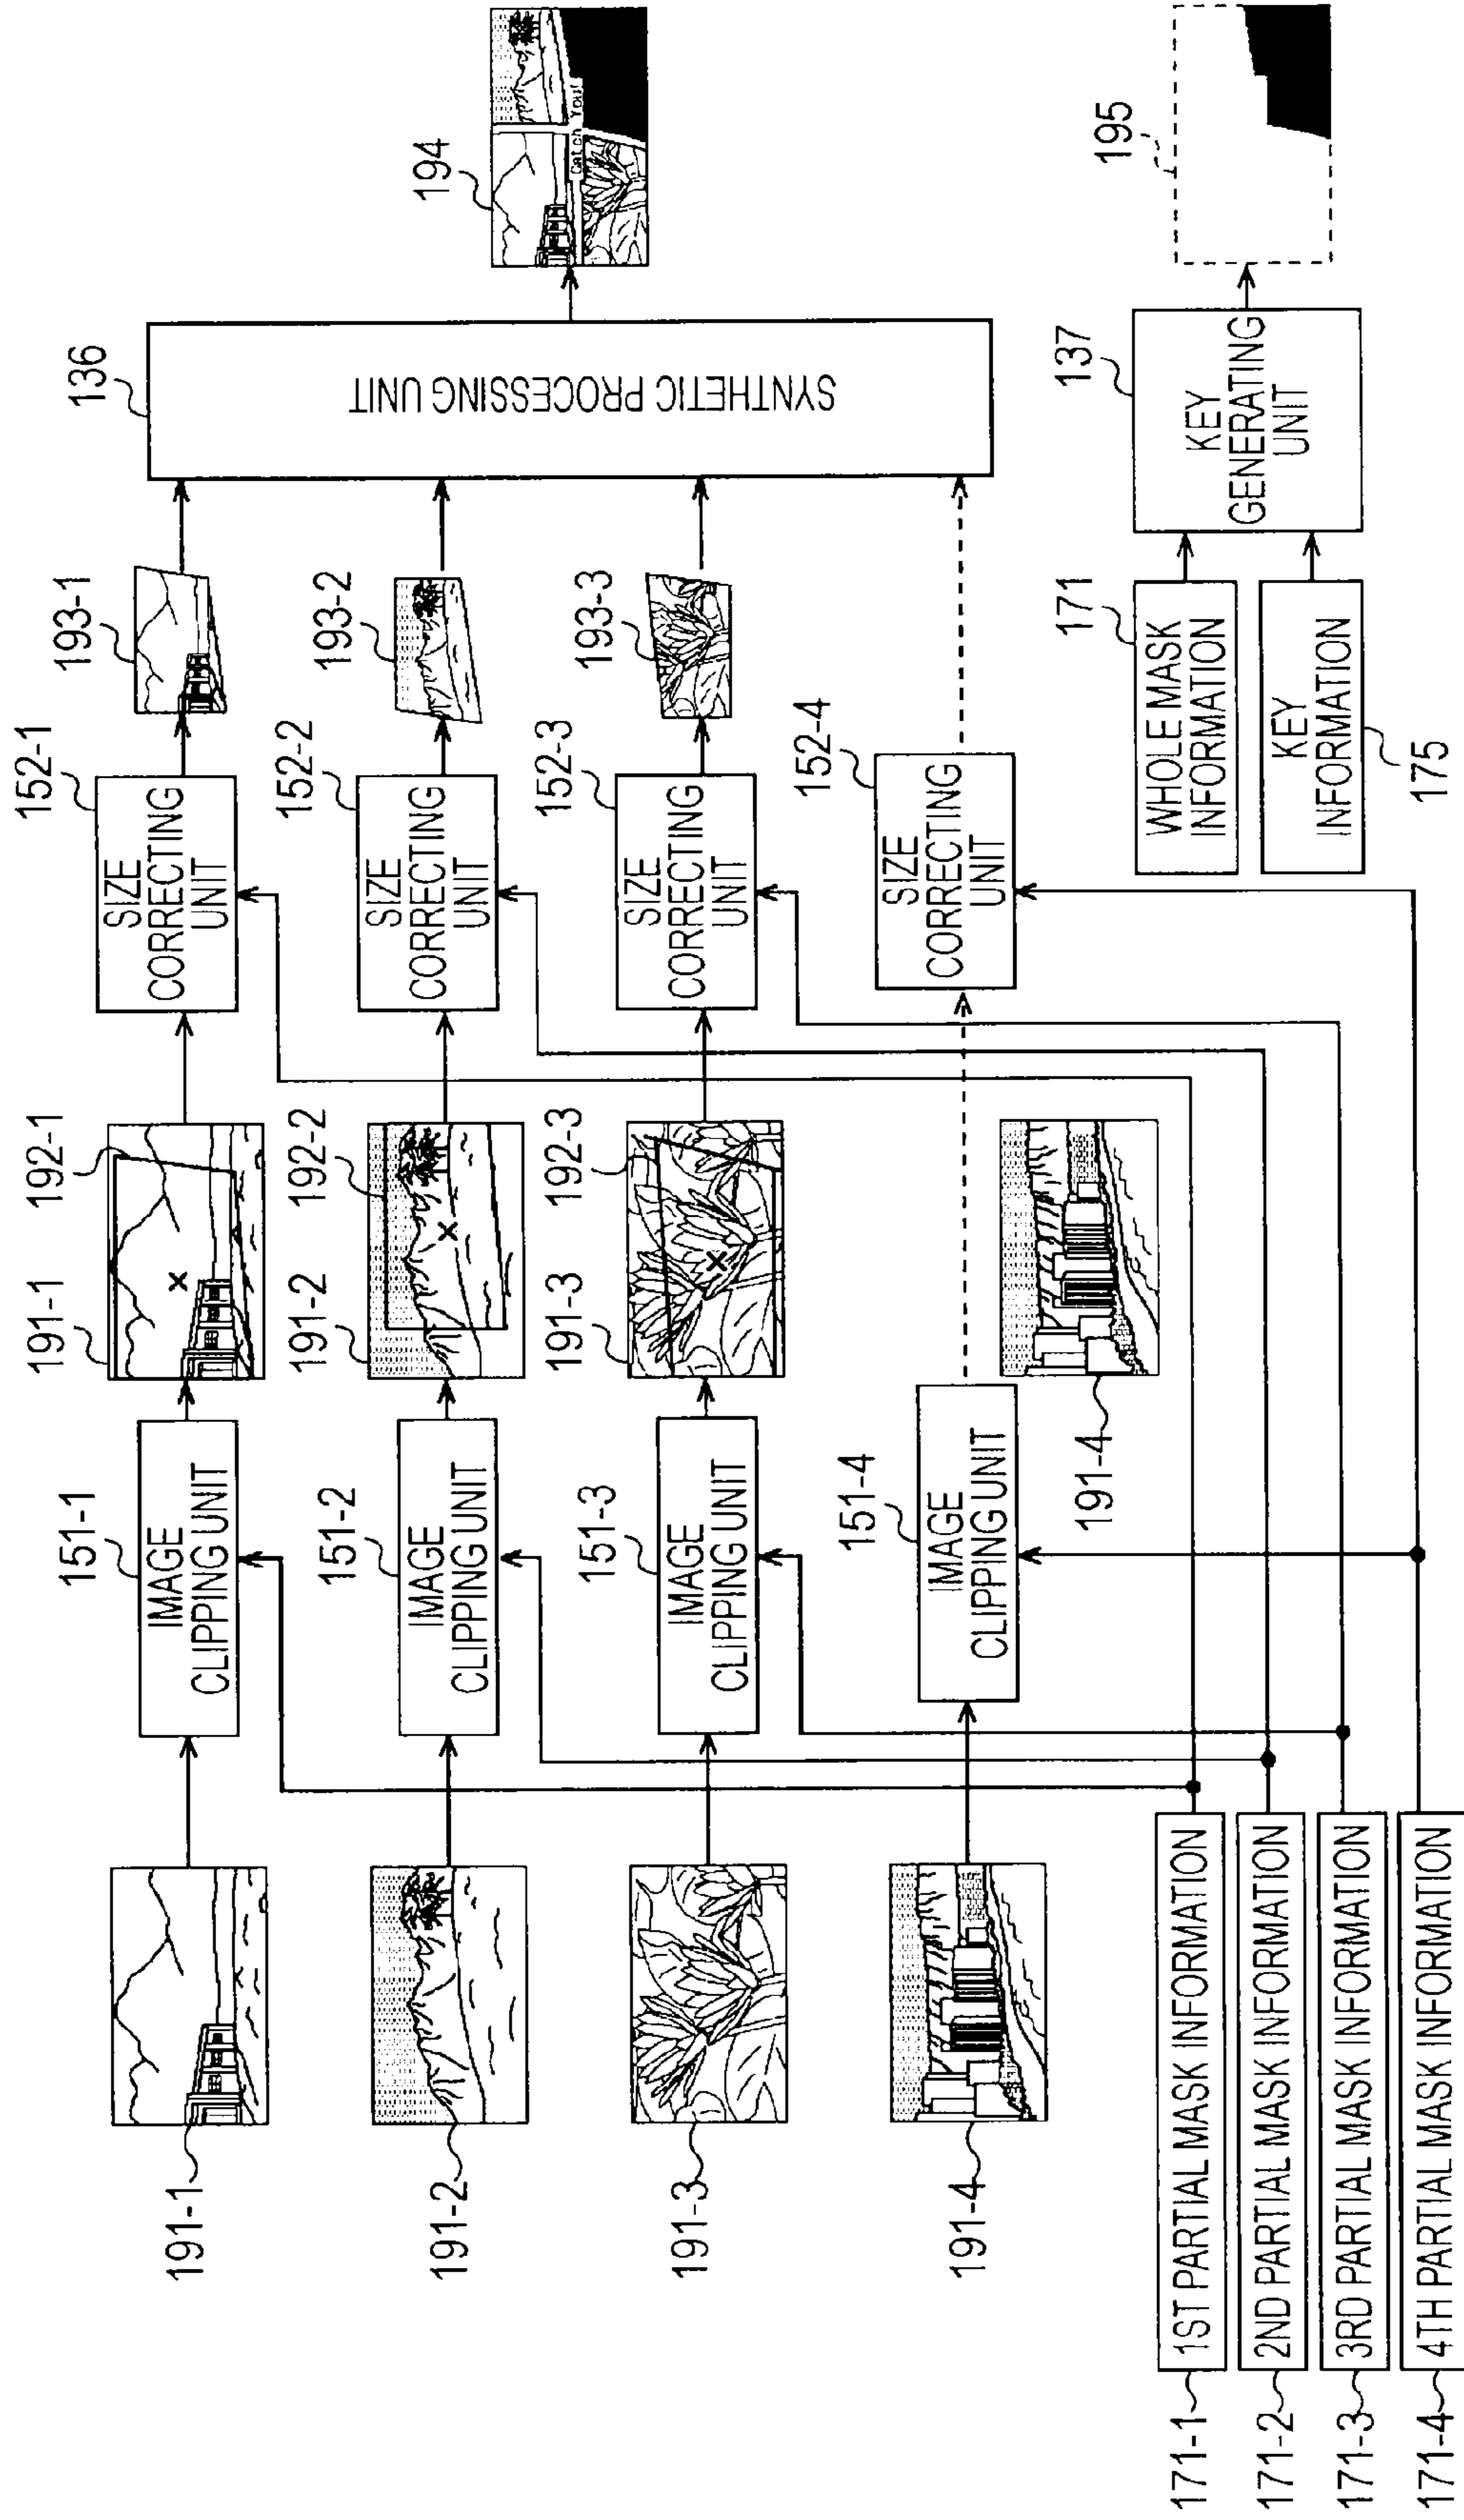 191-1
151-1
IMAGE
CLIPPING UNIT
191-1
192-1
152-1
SIZE
CORRECTING
UNIT
193-1
136
SYNTHETIC PROCESSING UNIT
194
Catch You
191-2
151-2
IMAGE
CLIPPING UNIT
191-2
192-2
152-2
SIZE
CORRECTING
UNIT
193-2
191-3
151-3
IMAGE
CLIPPING UNIT
191-3
192-3
152-3
SIZE
CORRECTING
UNIT
193-3
191-4
151-4
IMAGE
CLIPPING UNIT
191-4
152-4
SIZE
CORRECTING
UNIT
171
WHOLE MASK
INFORMATION
KEY
INFORMATION
175
137
KEY
GENERATING
UNIT
195
171-1
1ST PARTIAL MASK INFORMATION
171-2
2ND PARTIAL MASK INFORMATION
171-3
3RD PARTIAL MASK INFORMATION
171-4
4TH PARTIAL MASK INFORMATION